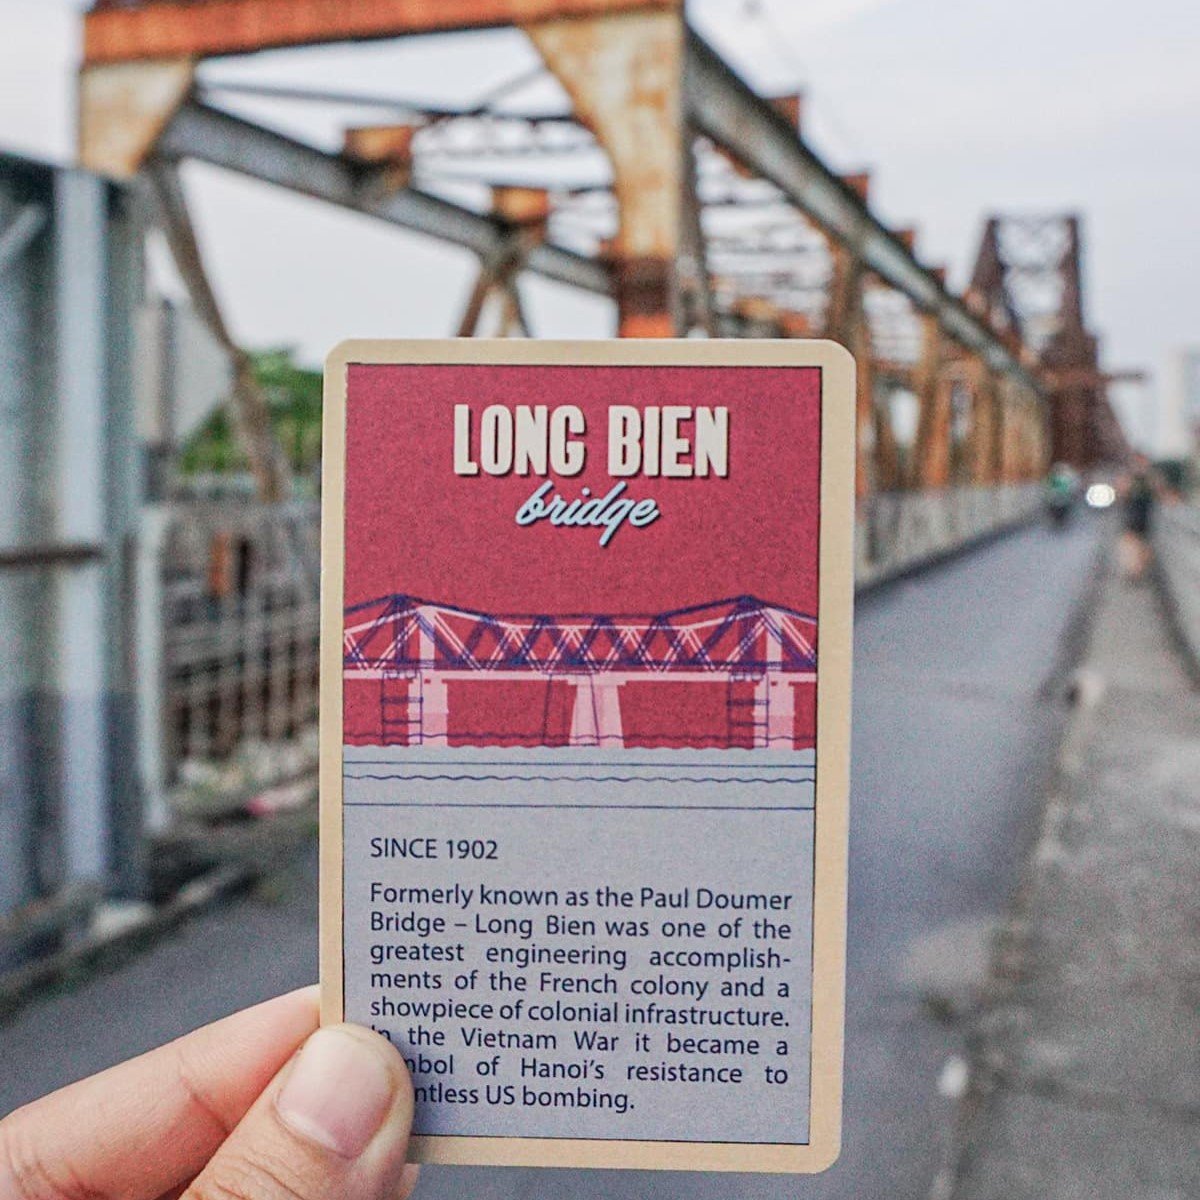 LONG BIEN
bridge
SINCE 1902
Formerly known as the Paul Doumer
Bridge – Long Bien was one of the
greatest engineering accomplish-
ments of the French colony and a
showpiece of colonial infrastructure.
In the Vietnam War it became a
of Hanoi's resistance to
US bombing.